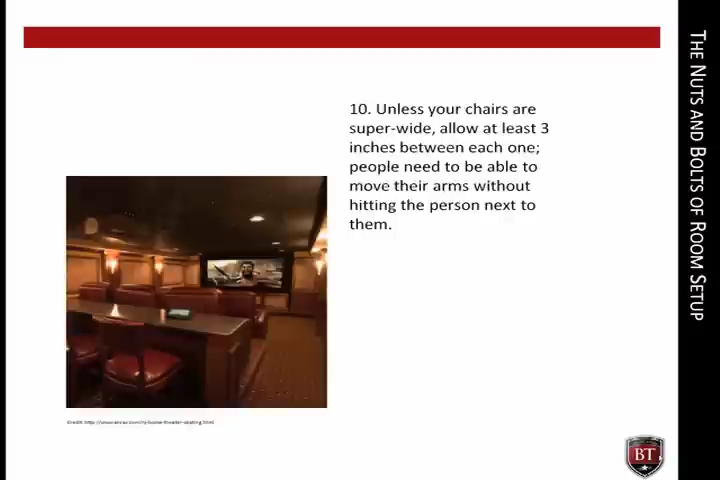 10. Unless your chairs are
super-wide, allow at least 3
inches between each one;
people need to be able to
move their arms without
hitting the person next to
them.
THE NUTS AND BOLTS OF ROOM SETUP
BT